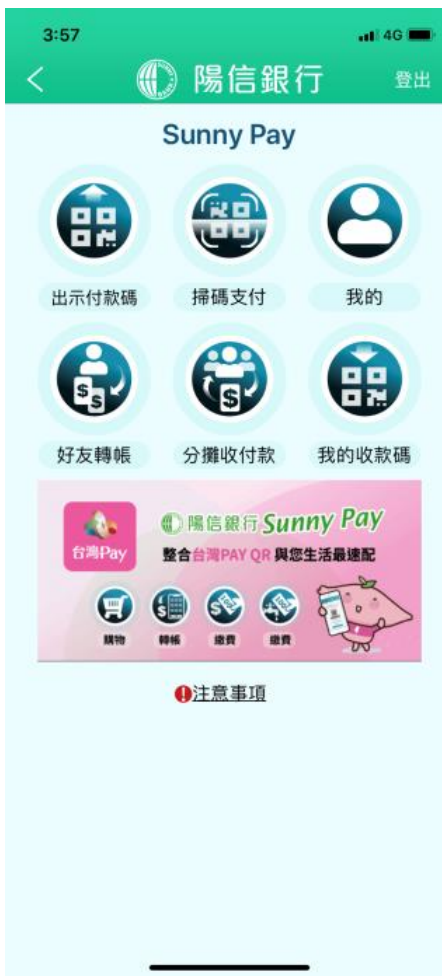 3:57
4G
陽信銀行
登出
Sunny Pay
出示付款碼
掃碼支付
我的
好友轉帳
分攤收付款
我的收款碼
台灣Pay
陽信銀行 Sunny Pay
整合台灣PAY QR 與您生活最速配
購物
轉帳
繳費
繳費
注意事項